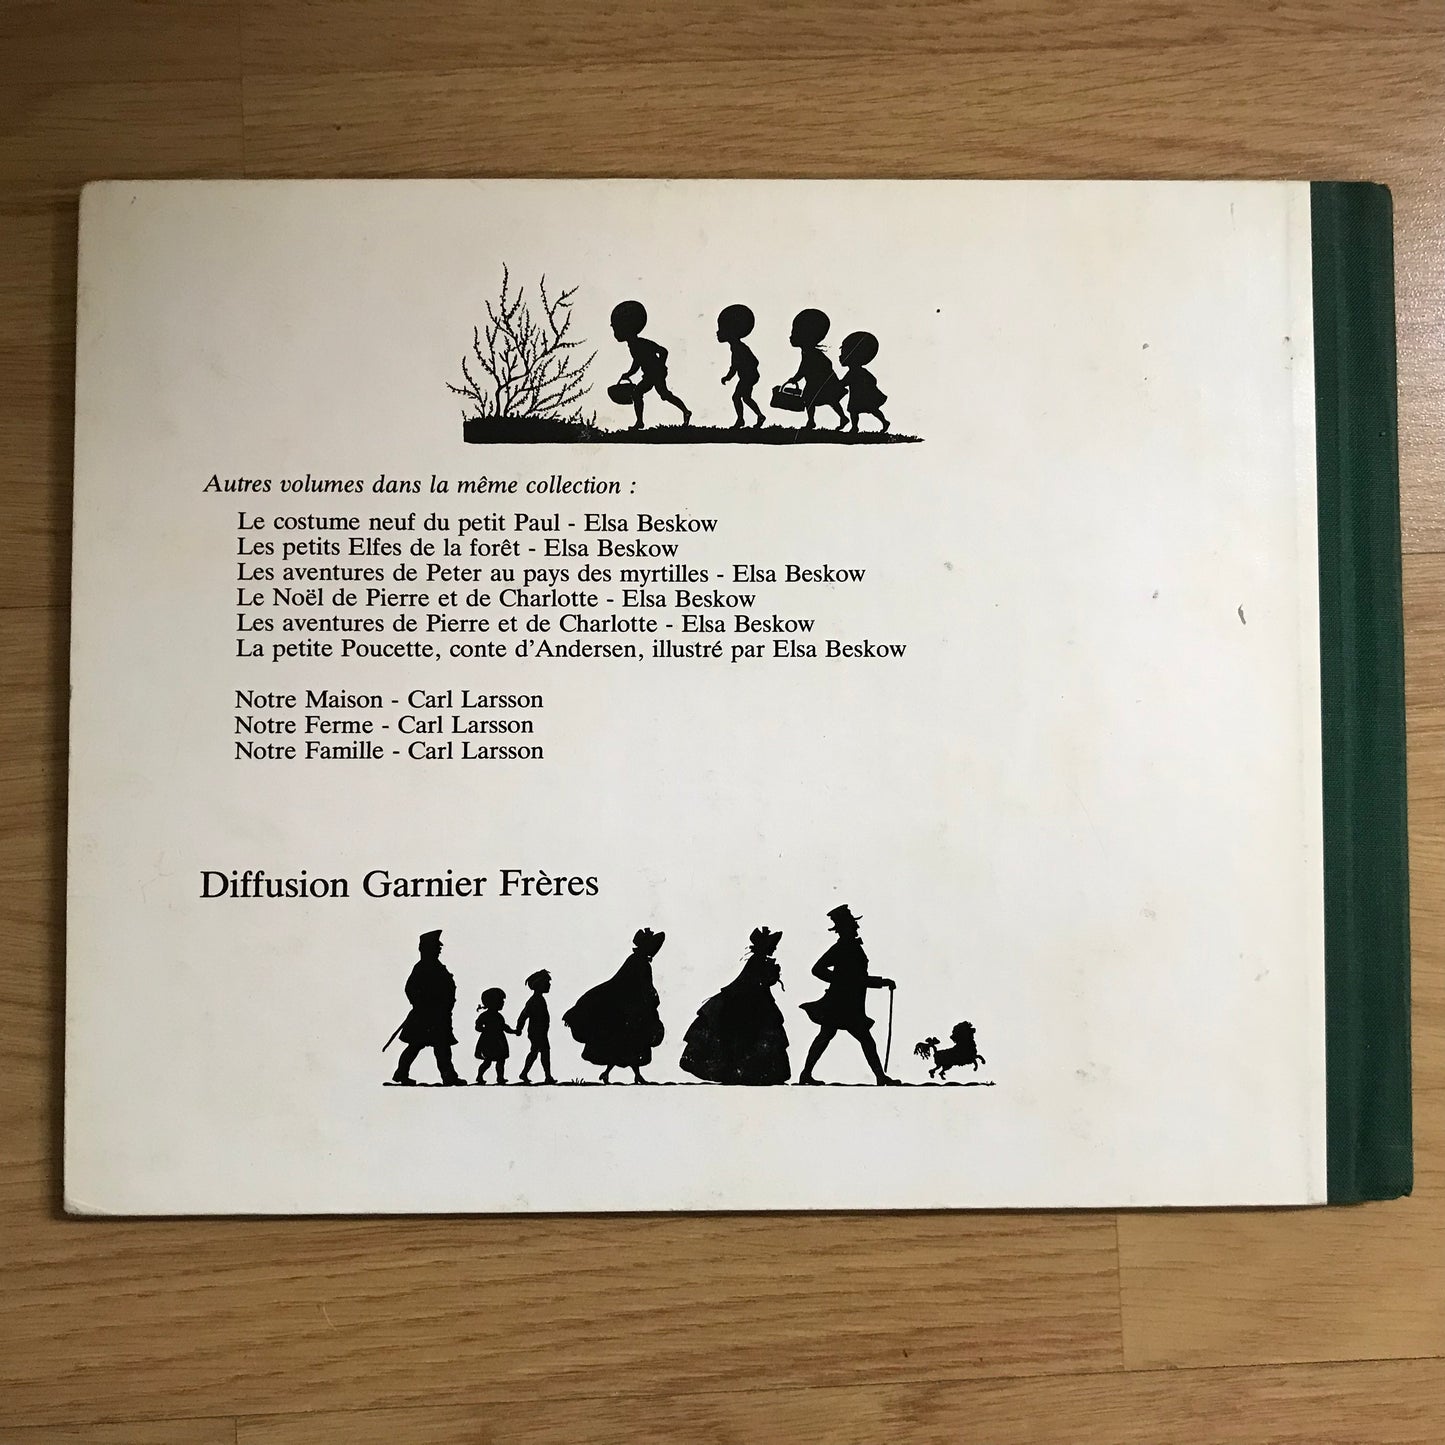 Autres volumes dans la même collection :
Le costume neuf du petit Paul - Elsa Beskow
Les petits Elfes de la forêt - Elsa Beskow
Les aventures de Peter au pays des myrtilles - Elsa Beskow
Le Noël de Pierre et de Charlotte - Elsa Beskow
Les aventures de Pierre et de Charlotte - Elsa Beskow
La petite Poucette, conte d'Andersen, illustré par Elsa Beskow
Notre Maison - Carl Larsson
Notre Ferme - Carl Larsson
Notre Famille - Carl Larsson
Diffusion Garnier Frères